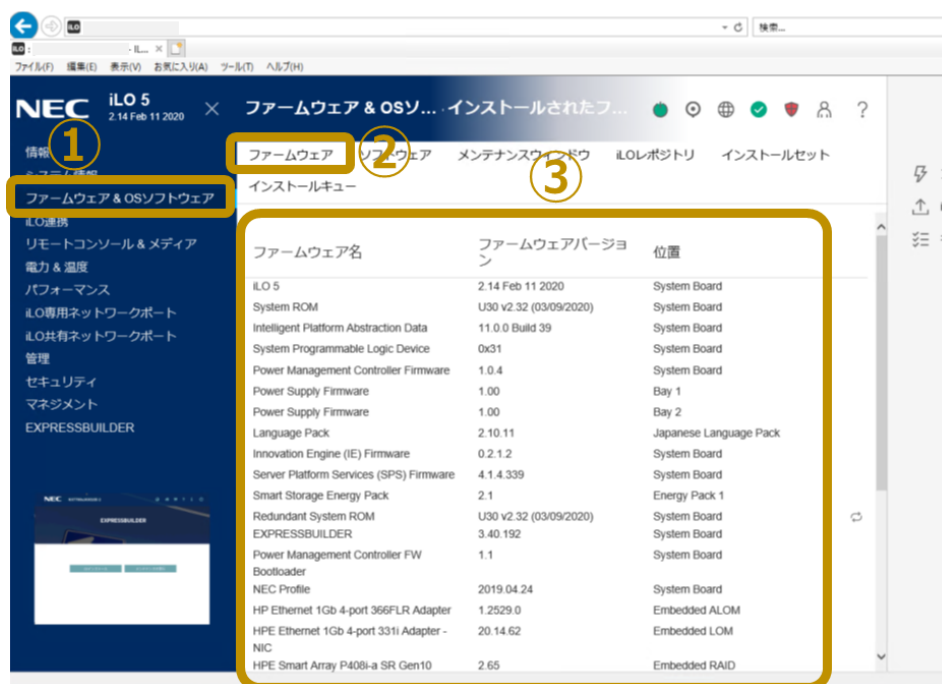 iLO
検索...
iLO :
- iL...
ファイル(F) 編集(E) 表示(V) お気に入り(A) ツール(T) ヘルプ(H)
NEC iLO 5
2.14 Feb 11 2020
ファームウェア & OSソ... インストールされたフ...
?
① ② ③
情報
システム情報
ファームウェア & OSソフトウェア
iLO連携
リモートコンソール & メディア
電力 & 温度
パフォーマンス
iLO専用ネットワークポート
iLO共有ネットワークポート
管理
セキュリティ
マネジメント
EXPRESSBUILDER
NEC
EXPRESSBUILDER
ファームウェア ソフトウェア メンテナンスウィンドウ iLOレポジトリ インストールセット
インストールキュー
ファームウェア名 ファームウェアバージョン 位置
iLO 5 2.14 Feb 11 2020 System Board
System ROM U30 v2.32 (03/09/2020) System Board
Intelligent Platform Abstraction Data 11.0.0 Build 39 System Board
System Programmable Logic Device 0x31 System Board
Power Management Controller Firmware 1.0.4 System Board
Power Supply Firmware 1.00 Bay 1
Power Supply Firmware 1.00 Bay 2
Language Pack 2.10.11 Japanese Language Pack
Innovation Engine (IE) Firmware 0.2.1.2 System Board
Server Platform Services (SPS) Firmware 4.1.4.339 System Board
Smart Storage Energy Pack 2.1 Energy Pack 1
Redundant System ROM U30 v2.32 (03/09/2020) System Board
EXPRESSBUILDER 3.40.192 System Board
Power Management Controller FW 1.1 System Board
Bootloader
NEC Profile 2019.04.24 System Board
HP Ethernet 1Gb 4-port 366FLR Adapter 1.2529.0 Embedded ALOM
HPE Ethernet 1Gb 4-port 331i Adapter - 20.14.62 Embedded LOM
NIC
HPE Smart Array P408i-a SR Gen10 2.65 Embedded RAID